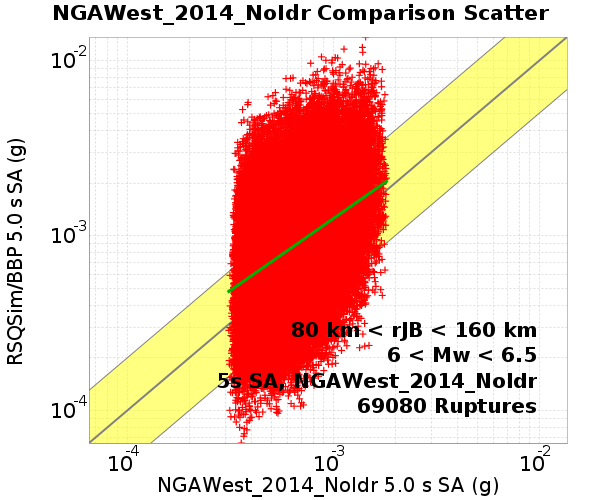 NGAWest_2014_NoIdr Comparison Scatter
10-2
10-3
10-4
RSQSim/BBP 5.0 s SA (g)
80 km < rJB < 160 km
6 < Mw < 6.5
5s SA, NGAWest_2014_NoIdr
69080 Ruptures
10-4 10-3 10-2
NGAWest_2014_NoIdr 5.0 s SA (g)